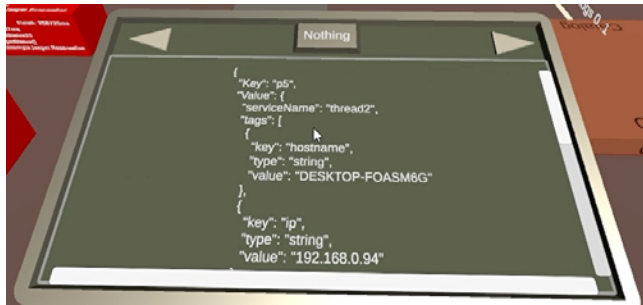 Nothing
{
"Key": "p5",
"Value": {
"serviceName": "thread2",
"tags": [
{
"key": "hostname",
"type": "string",
"value": "DESKTOP-FOASM6G"
},
{
"key": "ip",
"type": "string",
"value": "192.168.0.94"